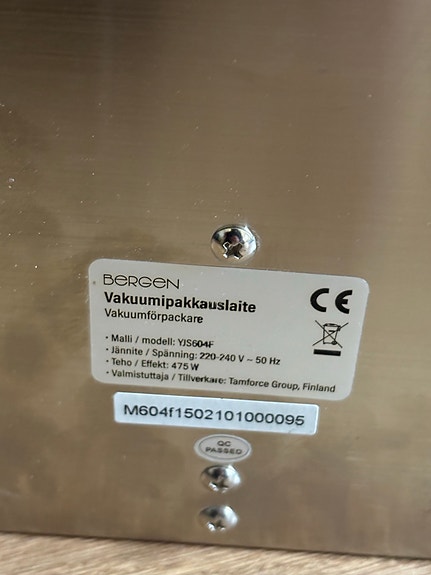 BERGEN
Vakuumipakkauslaite
Vakuumförpackare
· Malli / modell: YJS604F
· Jännite / Spänning: 220-240 V ~ 50 Hz
· Teho / Effekt: 475 W
· Valmistuttaja / Tillverkare: Tamforce Group, Finland
CE
M604f1502101000095
QC
PASSED